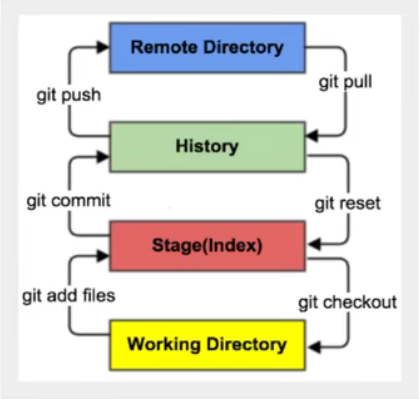 Remote Directory
git push
git pull
History
git commit
git reset
Stage(Index)
git add files
git checkout
Working Directory